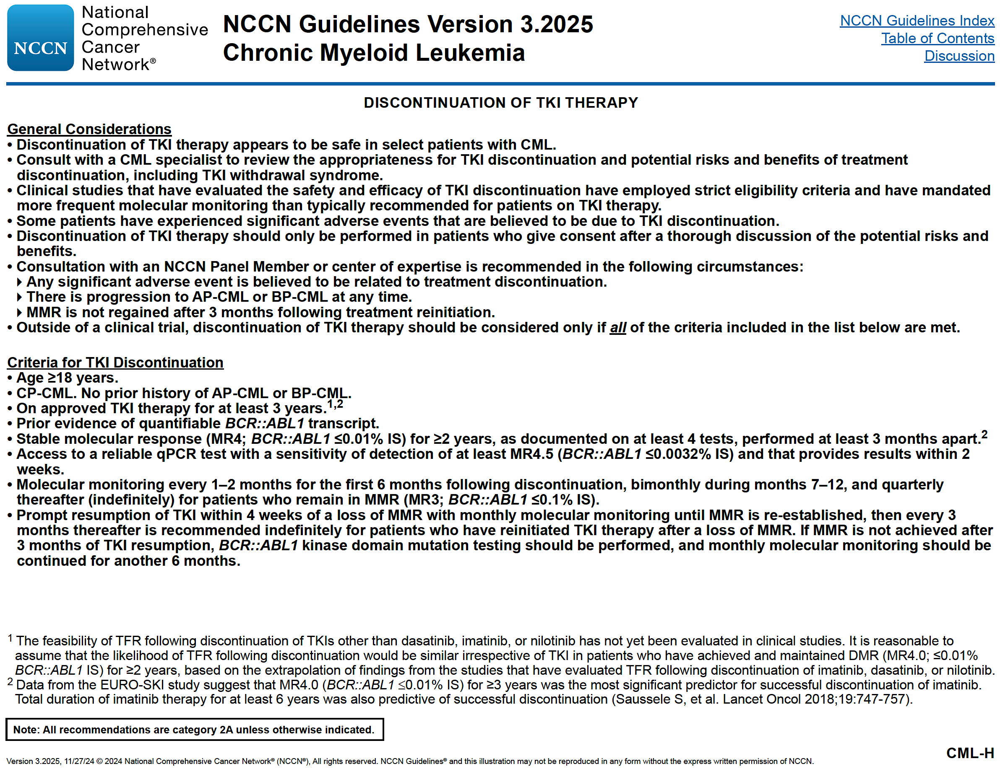 NCCN
National
Comprehensive
Cancer
Network®
NCCN Guidelines Version 3.2025
Chronic Myeloid Leukemia
NCCN Guidelines Index
Table of Contents
Discussion
DISCONTINUATION OF TKI THERAPY
General Considerations
• Discontinuation of TKI therapy appears to be safe in select patients with CML.
• Consult with a CML specialist to review the appropriateness for TKI discontinuation and potential risks and benefits of treatment
discontinuation, including TKI withdrawal syndrome.
• Clinical studies that have evaluated the safety and efficacy of TKI discontinuation have employed strict eligibility criteria and have mandated
more frequent molecular monitoring than typically recommended for patients on TKI therapy.
• Some patients have experienced significant adverse events that are believed to be due to TKI discontinuation.
• Discontinuation of TKI therapy should only be performed in patients who give consent after a thorough discussion of the potential risks and
benefits.
• Consultation with an NCCN Panel Member or center of expertise is recommended in the following circumstances:
▸ Any significant adverse event is believed to be related to treatment discontinuation.
▸ There is progression to AP-CML or BP-CML at any time.
▸ MMR is not regained after 3 months following treatment reinitiation.
• Outside of a clinical trial, discontinuation of TKI therapy should be considered only if all of the criteria included in the list below are met.
Criteria for TKI Discontinuation
• Age ≥18 years.
• CP-CML. No prior history of AP-CML or BP-CML.
• On approved TKI therapy for at least 3 years.1,2
• Prior evidence of quantifiable BCR::ABL1 transcript.
• Stable molecular response (MR4; BCR::ABL1 ≤0.01% IS) for ≥2 years, as documented on at least 4 tests, performed at least 3 months apart.2
• Access to a reliable qPCR test with a sensitivity of detection of at least MR4.5 (BCR::ABL1 ≤0.0032% IS) and that provides results within 2
weeks.
• Molecular monitoring every 1–2 months for the first 6 months following discontinuation, bimonthly during months 7–12, and quarterly
thereafter (indefinitely) for patients who remain in MMR (MR3; BCR::ABL1 ≤0.1% IS).
• Prompt resumption of TKI within 4 weeks of a loss of MMR with monthly molecular monitoring until MMR is re-established, then every 3
months thereafter is recommended indefinitely for patients who have reinitiated TKI therapy after a loss of MMR. If MMR is not achieved after
3 months of TKI resumption, BCR::ABL1 kinase domain mutation testing should be performed, and monthly molecular monitoring should be
continued for another 6 months.
1 The feasibility of TFR following discontinuation of TKIs other than dasatinib, imatinib, or nilotinib has not yet been evaluated in clinical studies. It is reasonable to
assume that the likelihood of TFR following discontinuation would be similar irrespective of TKI in patients who have achieved and maintained DMR (MR4.0; ≤0.01%
BCR::ABL1 IS) for ≥2 years, based on the extrapolation of findings from the studies that have evaluated TFR following discontinuation of imatinib, dasatinib, or nilotinib.
2 Data from the EURO-SKI study suggest that MR4.0 (BCR::ABL1 ≤0.01% IS) for ≥3 years was the most significant predictor for successful discontinuation of imatinib.
Total duration of imatinib therapy for at least 6 years was also predictive of successful discontinuation (Saussele S, et al. Lancet Oncol 2018;19:747-757).
Note: All recommendations are category 2A unless otherwise indicated.
CML-H
Version 3.2025, 11/27/24 © 2024 National Comprehensive Cancer Network® (NCCN®), All rights reserved. NCCN Guidelines® and this illustration may not be reproduced in any form without the express written permission of NCCN.